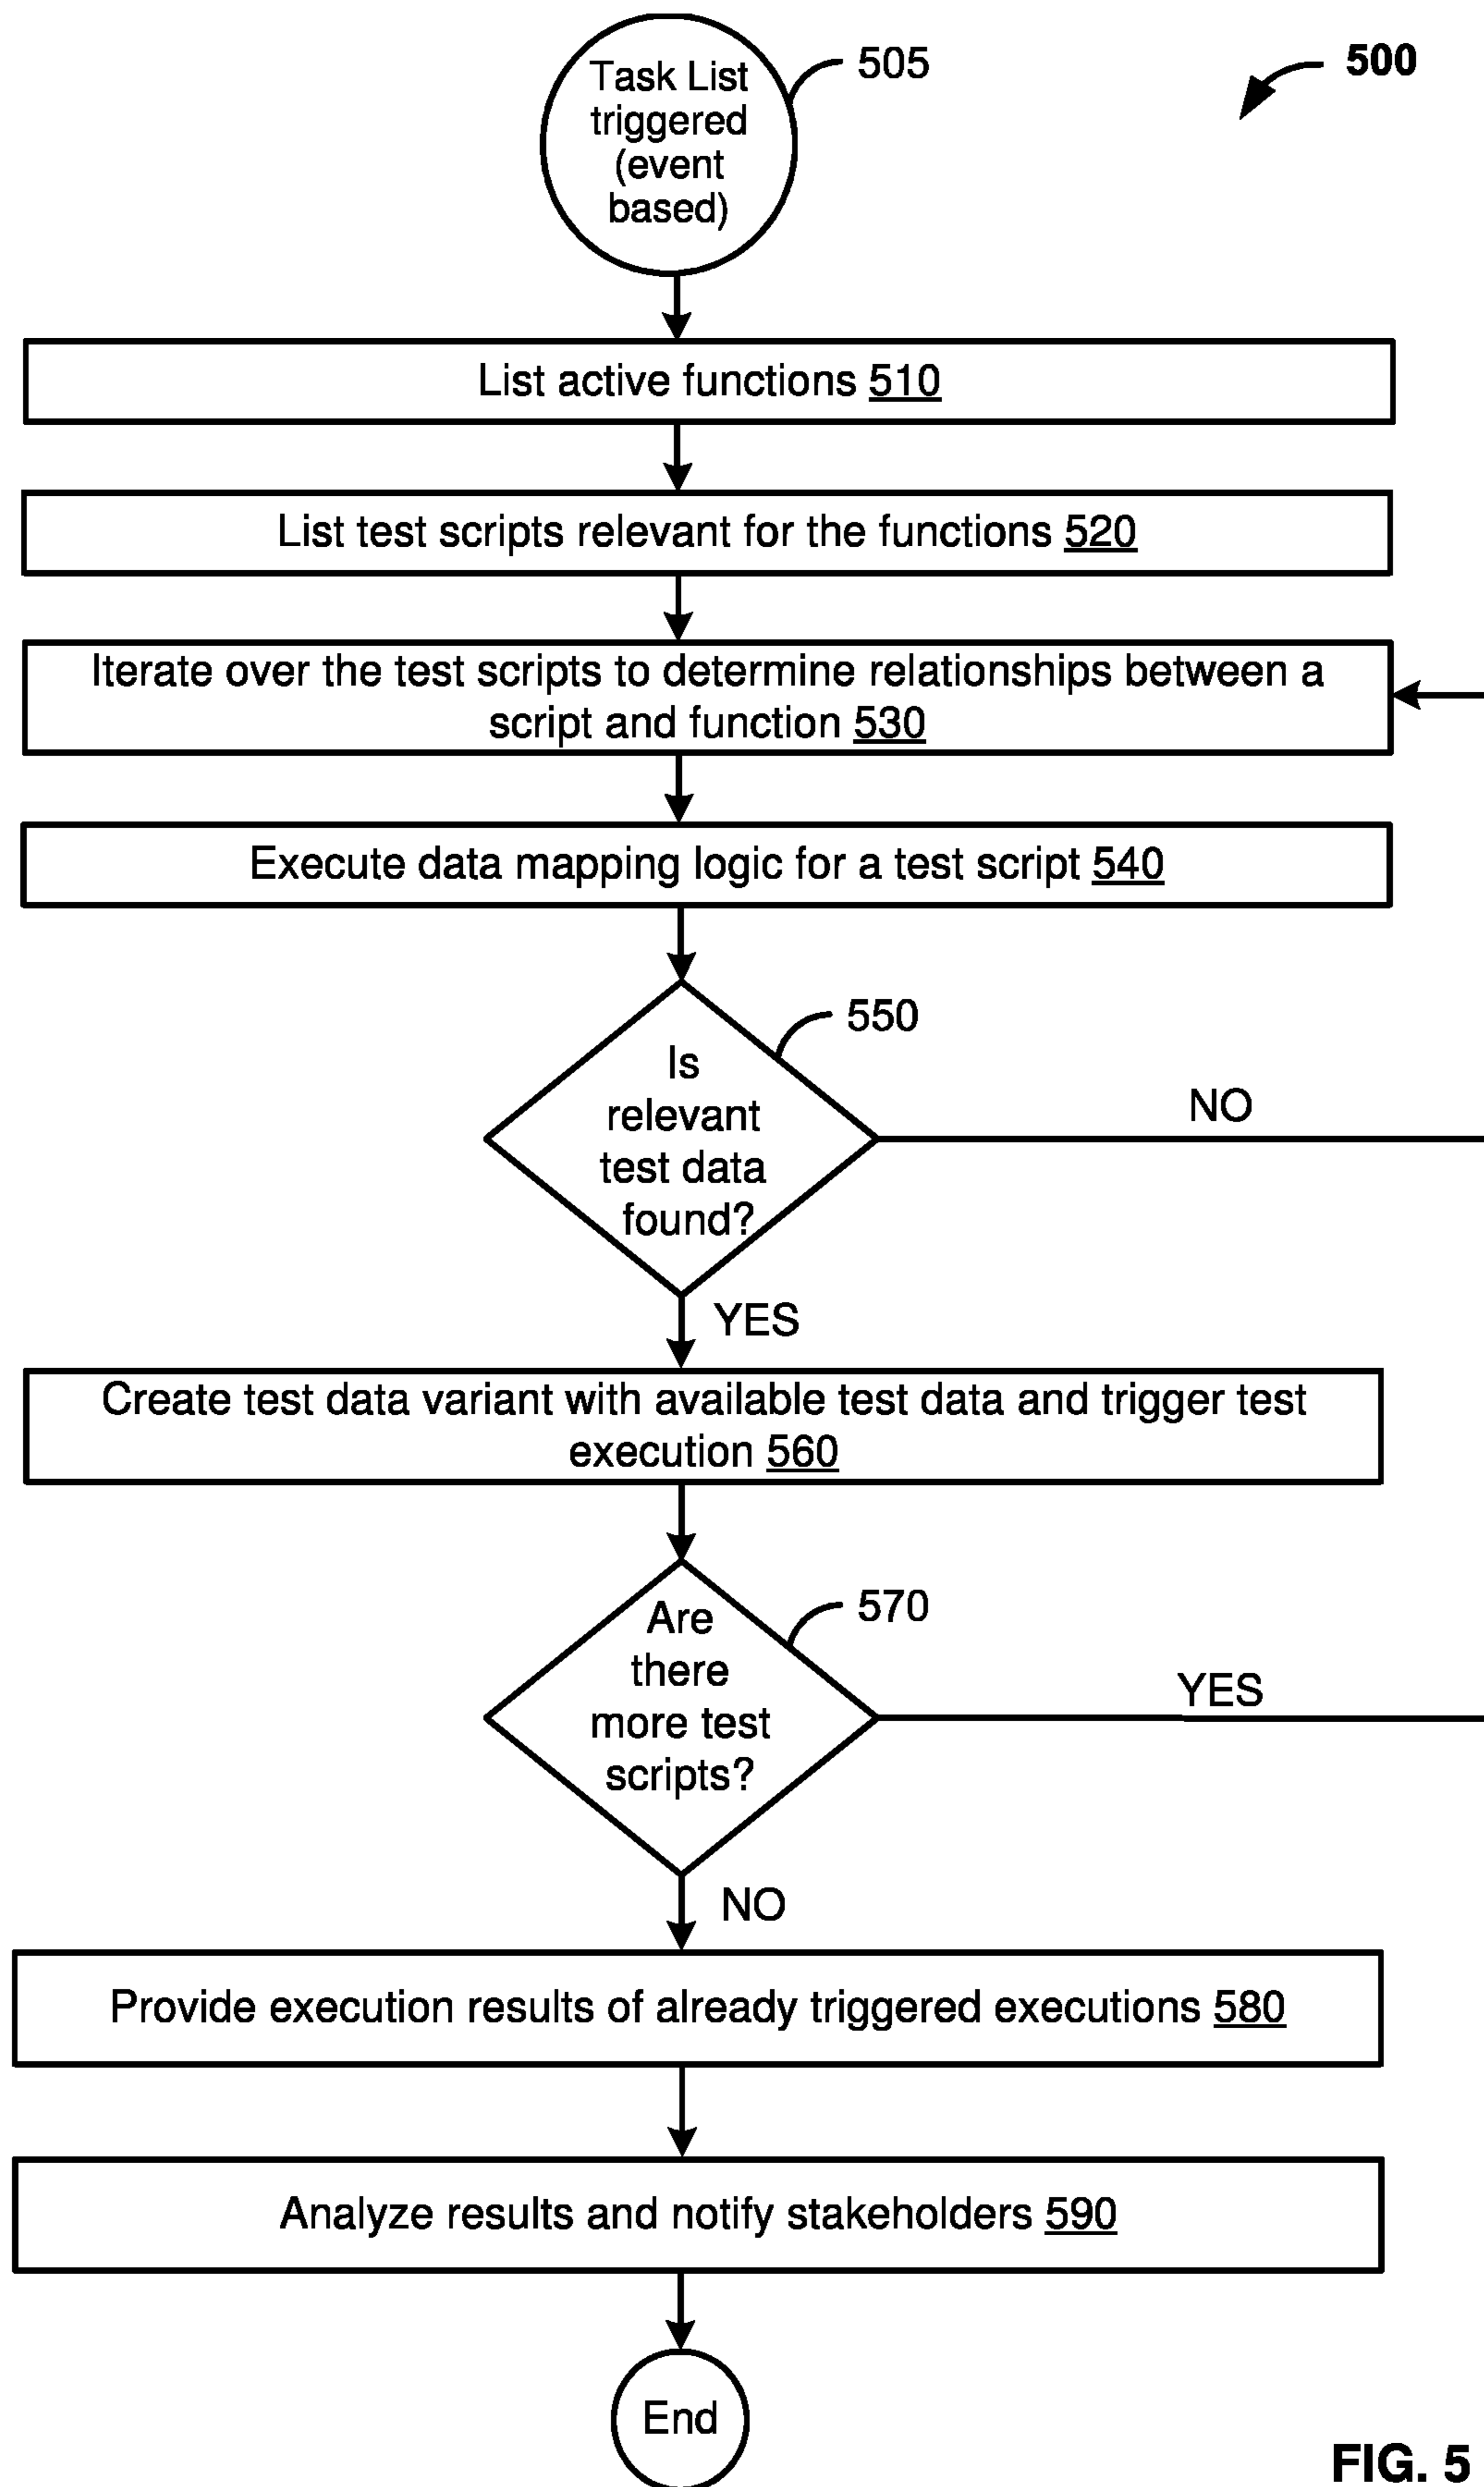 Task List
triggered
(event
based)
505
500
List active functions 510
List test scripts relevant for the functions 520
Iterate over the test scripts to determine relationships between a
script and function 530
Execute data mapping logic for a test script 540
550
Is
relevant
test data
found?
NO
YES
Create test data variant with available test data and trigger test
execution 560
570
Are
there
more test
scripts?
YES
NO
Provide execution results of already triggered executions 580
Analyze results and notify stakeholders 590
End
FIG. 5